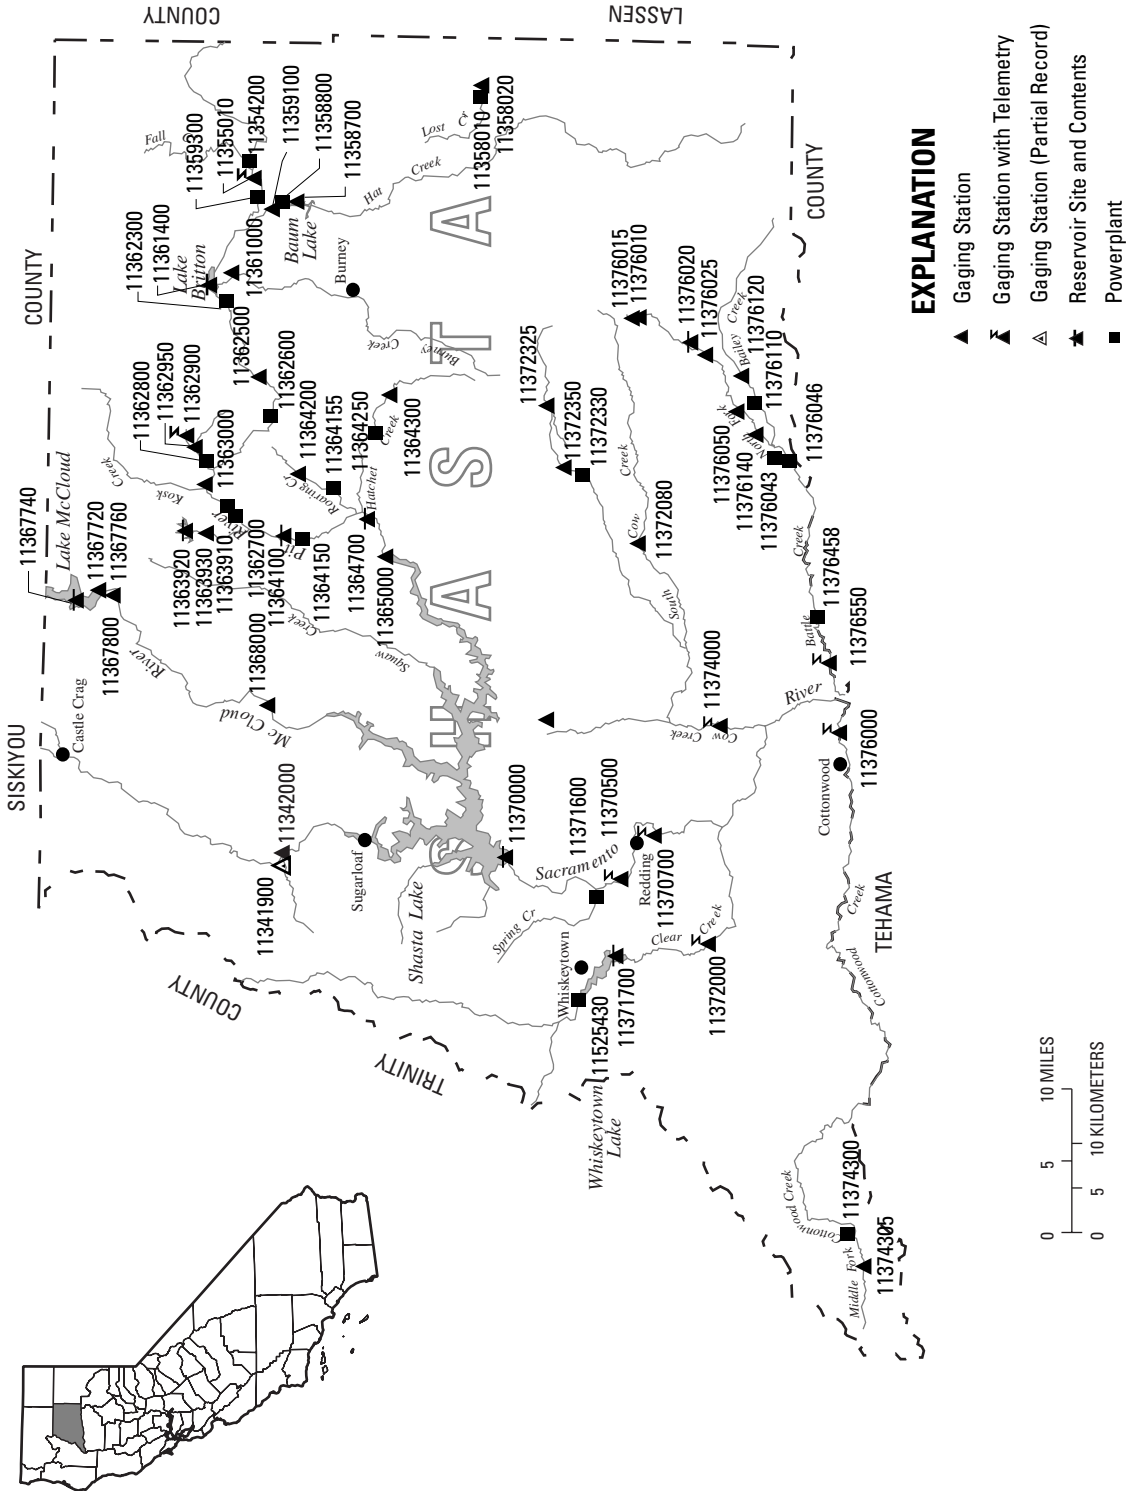 SISKIYOU
COUNTY
COUNTY
LASSEN
COUNTY
TEHAMA
TRINITY
COUNTY
SHASTA
Castle Crag
Lake McCloud
11367740
11367720
11367760
11367800
River
Mc Cloud
11368000
Creek
Kosk
11362800
11362950
11362900
11363000
11363920
11363930
11363910
11362700
11364100
11364150
River
Pit
11364700
11365000
Squaw
Creek
11362300
11361400
Lake
Britton
11361000
11362500
11362600
11364200
11364155
11364250
11364300
Roaring Cr
Hatchet
Creek
Fall
11359300
11355010
11354200
11359100
11358800
11358700
Baum
Lake
Burney
Burney
Creek
Hat
Creek
Lost Cr
11358010
11358020
11342000
11341900
Sugarloaf
Shasta Lake
11370000
Sacramento
11371600
11370500
Redding
11370700
Spring Cr
Whiskeytown
11525430
11371700
Whiskeytown
Lake
Clear
Creek
11372000
11372325
11372350
11372330
Creek
Cow
South
11372080
11374000
Cow
Creek
River
11376015
11376010
11376020
11376025
Bailey Creek
11376120
11376110
North
Fork
11376050
11376140
11376043
11376046
Creek
Battle
11376458
11376550
11376000
Cottonwood
Cottonwood
Creek
Cottonwood Creek
Middle Fork
11374300
11374305
EXPLANATION
Gaging Station
Gaging Station with Telemetry
Gaging Station (Partial Record)
Reservoir Site and Contents
Powerplant
0 5 10 MILES
0 5 10 KILOMETERS